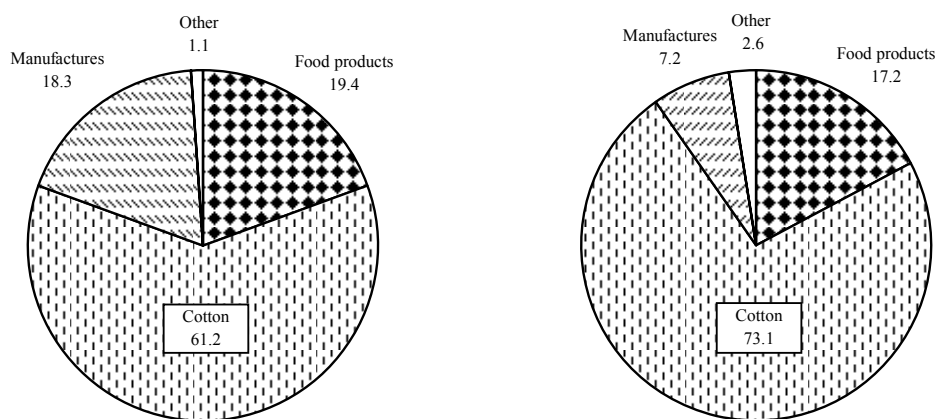 Other
1.1
Manufactures
18.3
Food products
19.4
Cotton
61.2
Other
2.6
Manufactures
7.2
Food products
17.2
Cotton
73.1